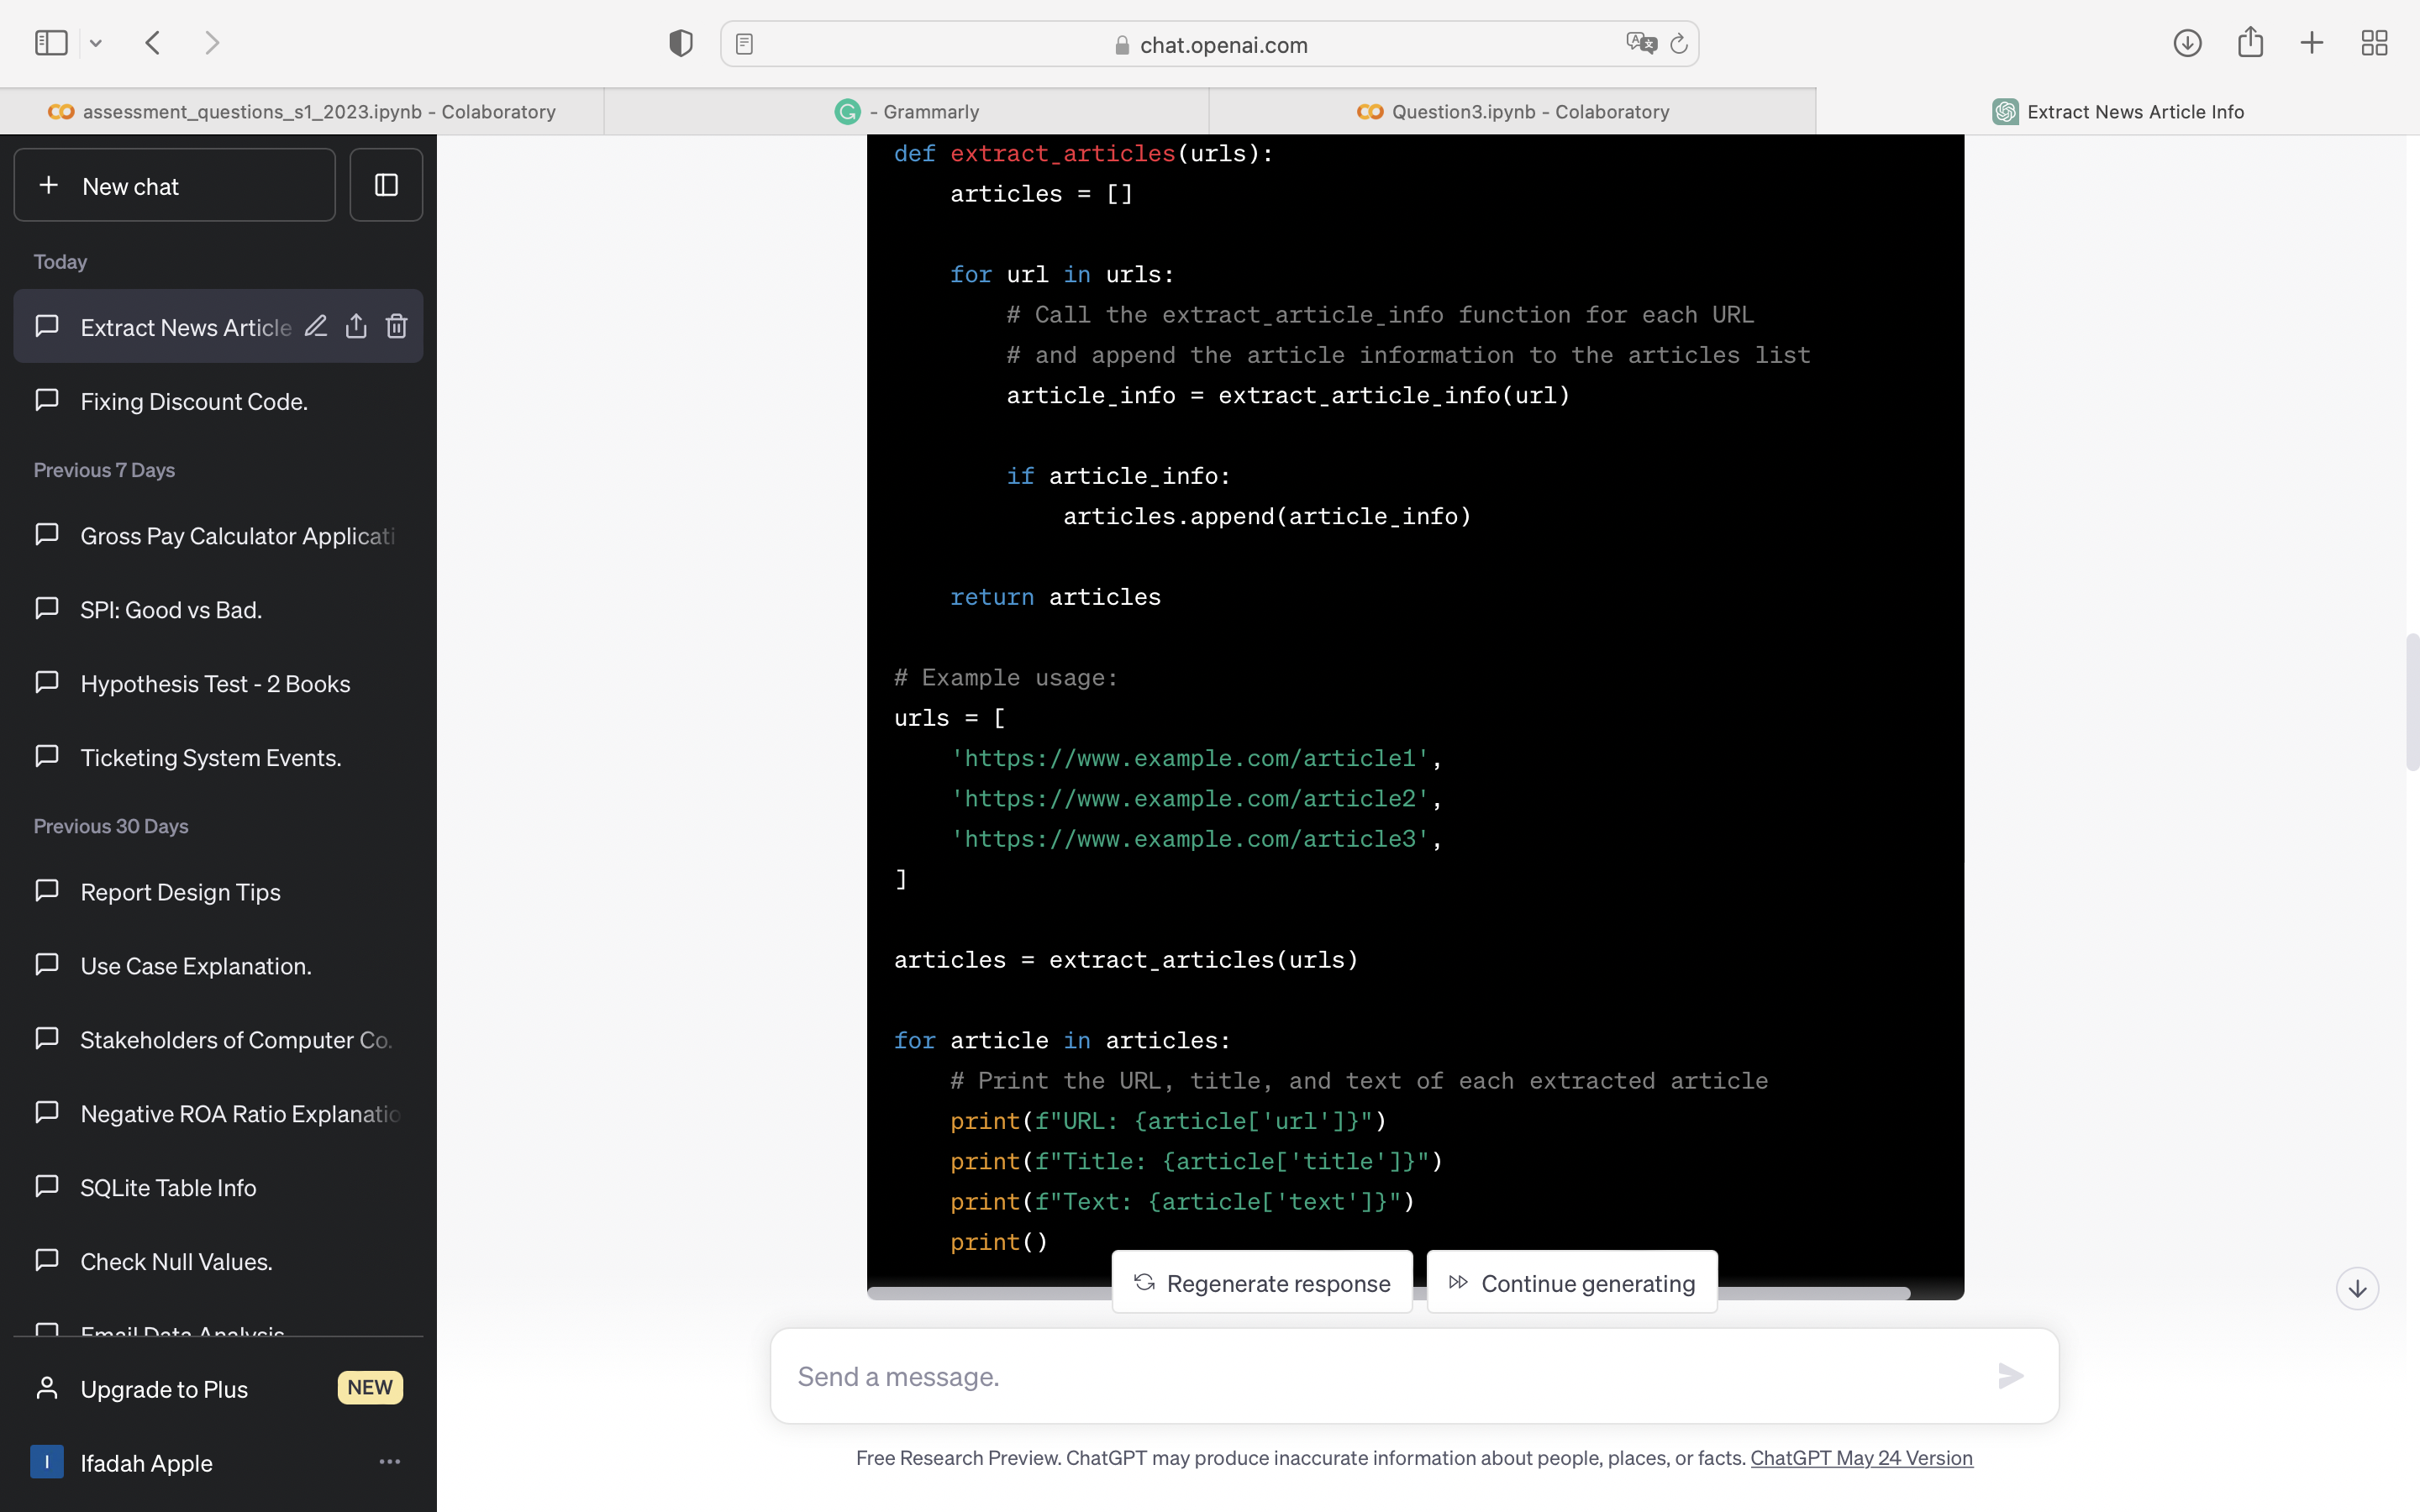 chat.openai.com
assessment_questions_s1_2023.ipynb - Colaboratory
- Grammarly
Question3.ipynb - Colaboratory
Extract News Article Info
New chat
Today
Extract News Article
Fixing Discount Code.
Previous 7 Days
Gross Pay Calculator Applicati
SPI: Good vs Bad.
Hypothesis Test - 2 Books
Ticketing System Events.
Previous 30 Days
Report Design Tips
Use Case Explanation.
Stakeholders of Computer Co.
Negative ROA Ratio Explanatio
SQLite Table Info
Check Null Values.
Email Data Analysis
Upgrade to Plus
NEW
I
Ifadah Apple
def extract_articles(urls):
    articles = []
    for url in urls:
        # Call the extract_article_info function for each URL
        # and append the article information to the articles list
        article_info = extract_article_info(url)
        if article_info:
            articles.append(article_info)
    return articles
# Example usage:
urls = [
    'https://www.example.com/article1',
    'https://www.example.com/article2',
    'https://www.example.com/article3',
]
articles = extract_articles(urls)
for article in articles:
    # Print the URL, title, and text of each extracted article
    print(f"URL: {article['url']}")
    print(f"Title: {article['title']}")
    print(f"Text: {article['text']}")
    print()
Regenerate response
Continue generating
Send a message.
Free Research Preview. ChatGPT may produce inaccurate information about people, places, or facts. ChatGPT May 24 Version